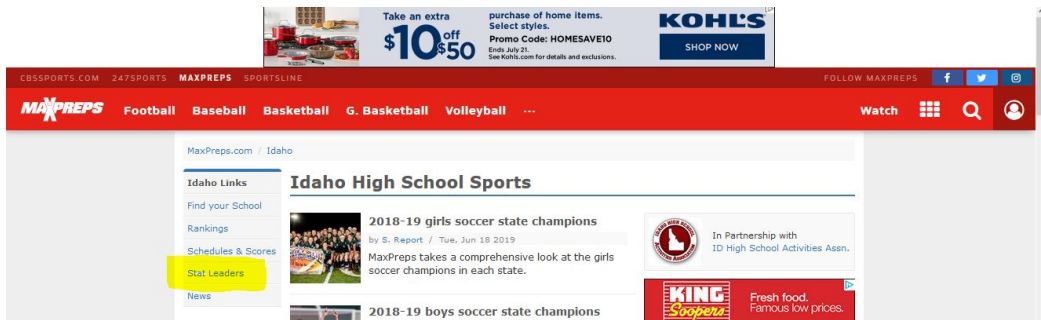 Take an extra
$10 off $50
purchase of home items.
Select styles.
Promo Code: HOMESAVE10
Ends July 21.
See Kohls.com for details and exclusions.
KOHL'S
SHOP NOW
CBSSPORTS.COM 247SPORTS MAXPREPS SPORTSLINE
FOLLOW MAXPREPS
MAXPREPS Football Baseball Basketball G. Basketball Volleyball ...
Watch
MaxPreps.com / Idaho
Idaho Links
Find your School
Rankings
Schedules & Scores
Stat Leaders
News
Idaho High School Sports
2018-19 girls soccer state champions
by S. Report / Tue, Jun 18 2019
MaxPreps takes a comprehensive look at the girls
soccer champions in each state.
2018-19 boys soccer state champions
In Partnership with
ID High School Activities Assn.
KING
Soopers
Fresh food.
Famous low prices.